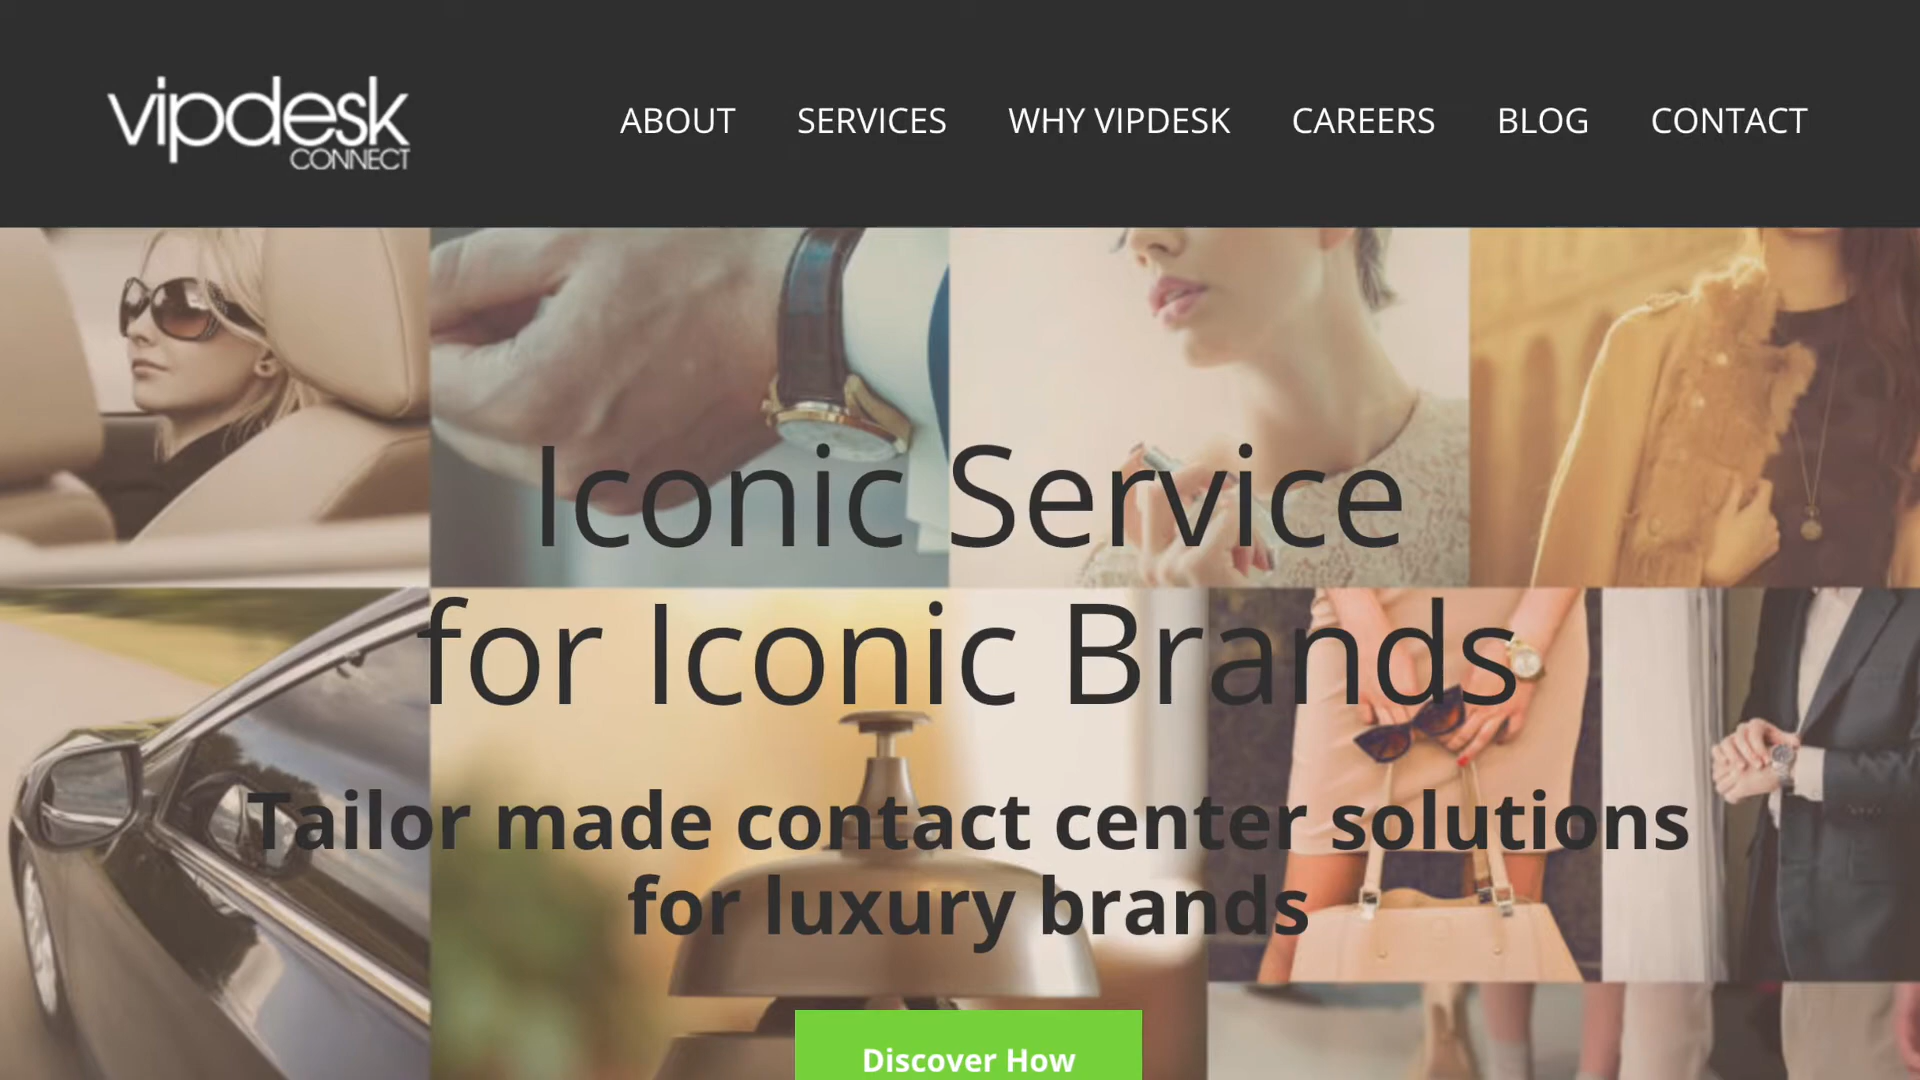 vipdesk
CONNECT
ABOUT SERVICES WHY VIPDESK CAREERS BLOG CONTACT
Iconic Service
for Iconic Brands
Tailor made contact center solutions
for luxury brands
Discover How